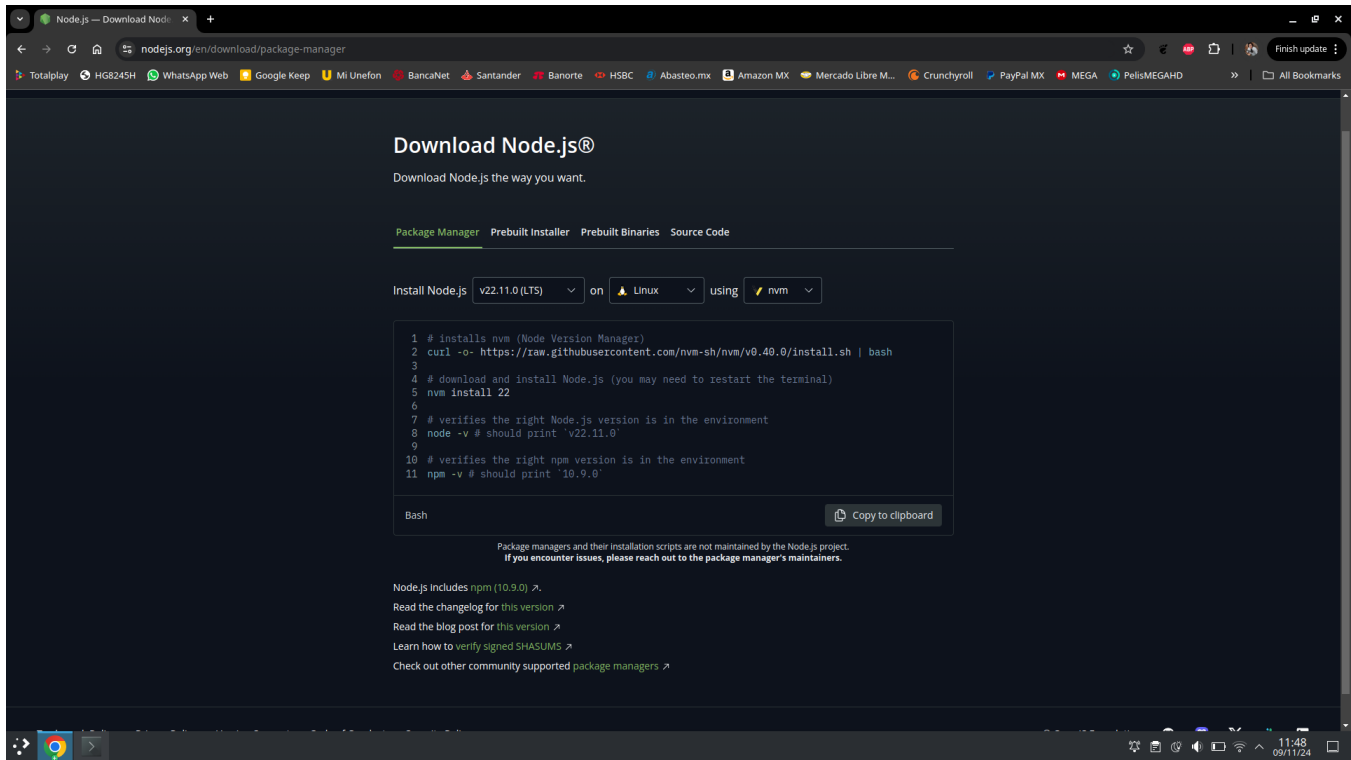 Node.js — Download Node
nodejs.org/en/download/package-manager
ABP
Finish update
Totalplay HG8245H WhatsApp Web Google Keep Mi Unefon BancaNet Santander Banorte HSBC Abasteo.mx Amazon MX Mercado Libre M... Crunchyroll PayPal MX MEGA PelisMEGAHD » All Bookmarks
Download Node.js®
Download Node.js the way you want.
Package Manager Prebuilt Installer Prebuilt Binaries Source Code
Install Node.js v22.11.0 (LTS) on Linux using nvm
1 # installs nvm (Node Version Manager)
2 curl -o- https://raw.githubusercontent.com/nvm-sh/nvm/v0.40.0/install.sh | bash
3
4 # download and install Node.js (you may need to restart the terminal)
5 nvm install 22
6
7 # verifies the right Node.js version is in the environment
8 node -v # should print `v22.11.0`
9
10 # verifies the right npm version is in the environment
11 npm -v # should print `10.9.0`
Bash Copy to clipboard
Package managers and their installation scripts are not maintained by the Node.js project.
If you encounter issues, please reach out to the package manager's maintainers.
Node.js includes npm (10.9.0) ↗.
Read the changelog for this version ↗
Read the blog post for this version ↗
Learn how to verify signed SHASUMS ↗
Check out other community supported package managers ↗
11:48
09/11/24